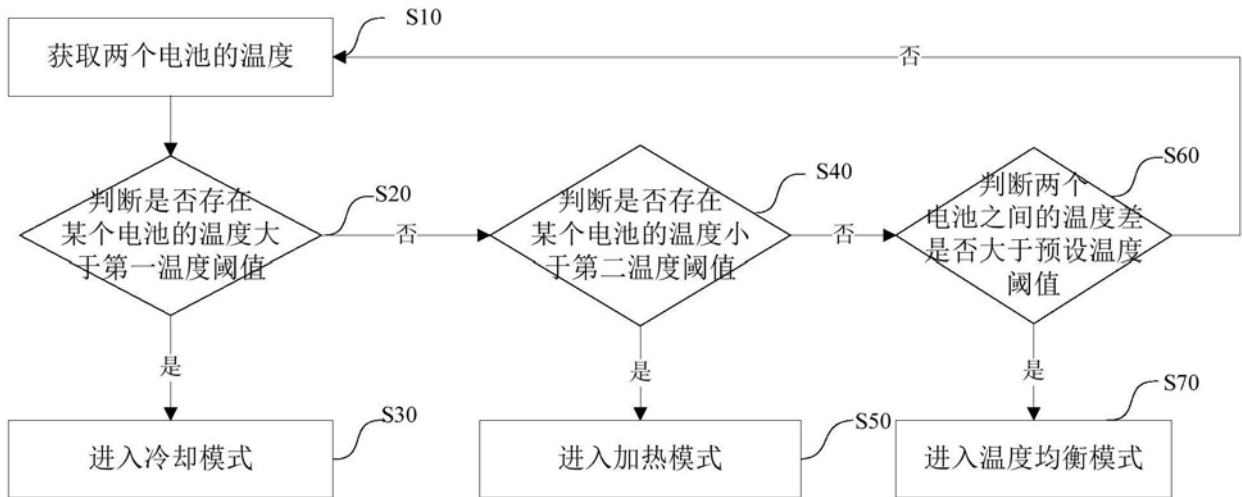 S10
获取两个电池的温度
否
判断是否存在
某个电池的温度大
于第一温度阈值
S20
否
判断是否存在
某个电池的温度小
于第二温度阈值
S40
否
判断两个
电池之间的温度差
是否大于预设温度
阈值
S60
是
是
是
进入冷却模式
S30
进入加热模式
S50
进入温度均衡模式
S70